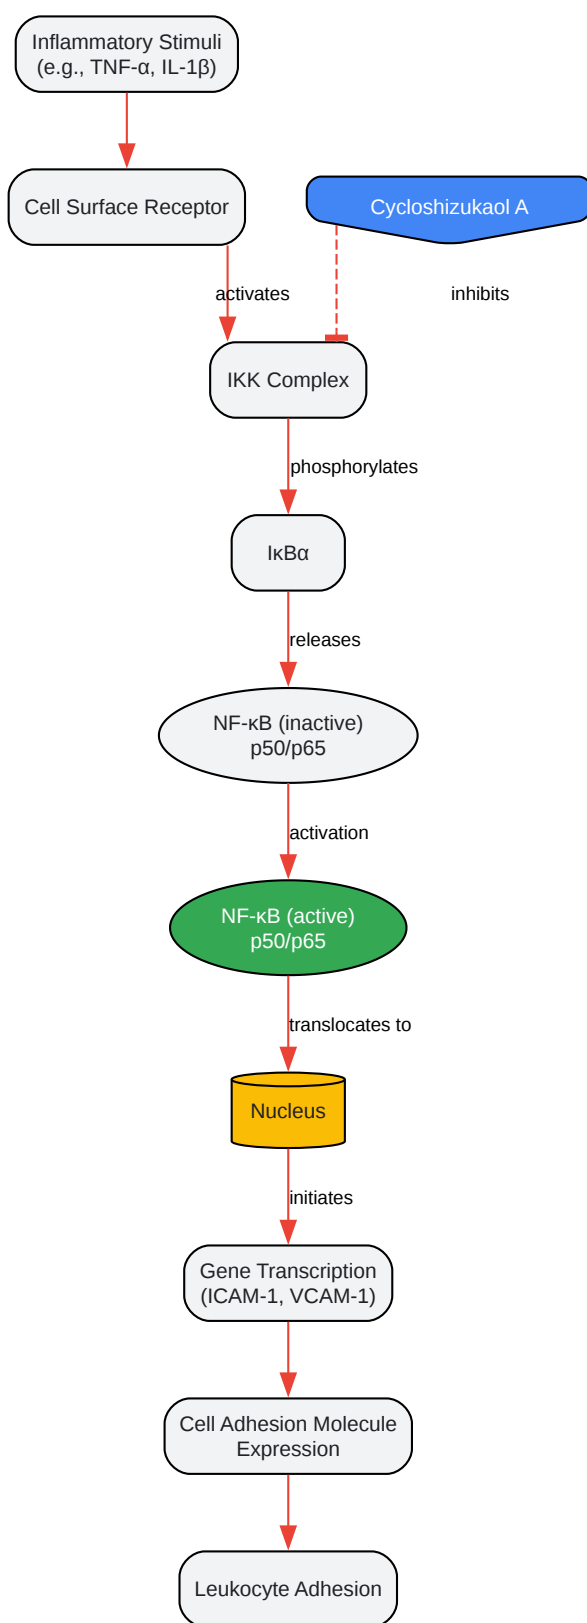 Inflammatory Stimuli
(e.g., TNF-α, IL-1β)
Cell Surface Receptor
Cycloshizukaol A
activates
inhibits
IKK Complex
phosphorylates
IκBα
releases
NF-κB (inactive)
p50/p65
activation
NF-κB (active)
p50/p65
translocates to
Nucleus
initiates
Gene Transcription
(ICAM-1, VCAM-1)
Cell Adhesion Molecule
Expression
Leukocyte Adhesion